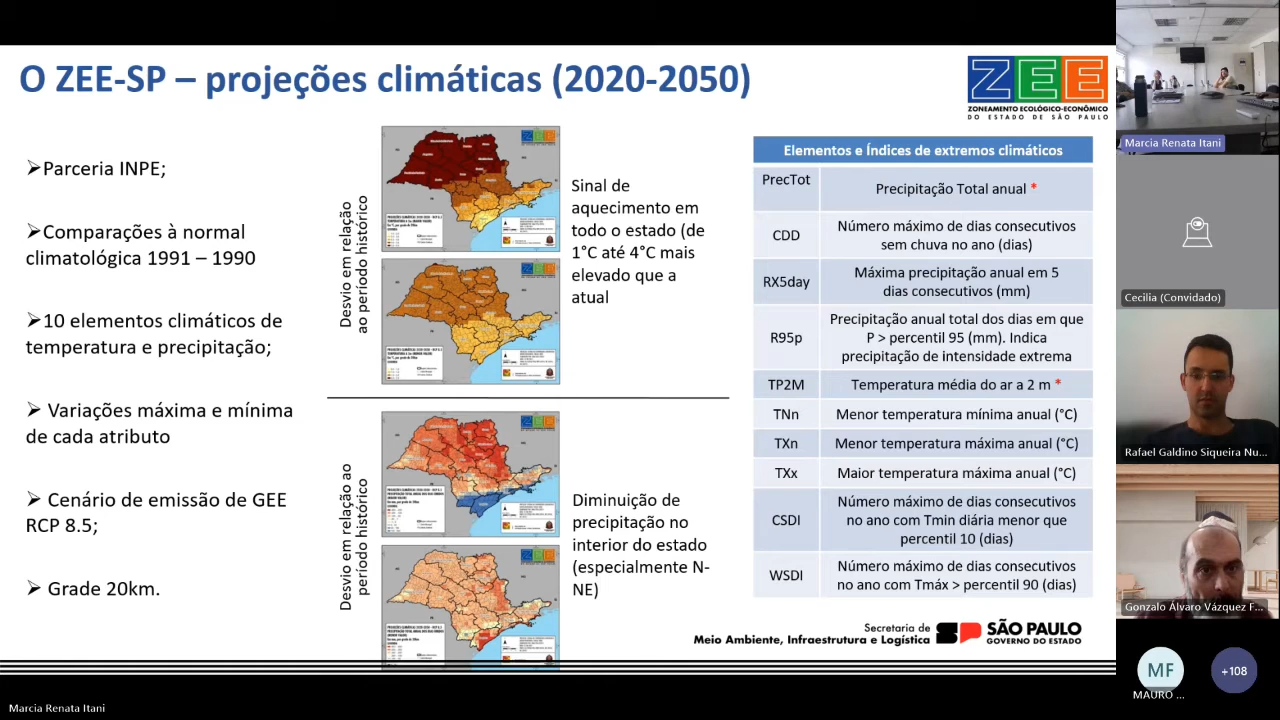 O ZEE-SP – projeções climáticas (2020-2050)
ZEE
ZONEAMENTO ECOLÓGICO-ECONÔMICO
DO ESTADO DE SÃO PAULO
➢Parceria INPE;
➢Comparações à normal
climatológica 1991 – 1990
➢10 elementos climáticos de
temperatura e precipitação;
➢ Variações máxima e mínima
de cada atributo
➢ Cenário de emissão de GEE
RCP 8.5;
➢ Grade 20km.
Desvio em relação
ao período histórico
Sinal de
aquecimento em
todo o estado (de
1°C até 4°C mais
elevado que a
atual
Desvio em relação ao
período histórico
Diminuição de
precipitação no
interior do estado
(especialmente N-
NE)
Elementos e Índices de extremos climáticos
PrecTot
Precipitação Total anual *
CDD
Número máximo de dias consecutivos
sem chuva no ano (dias)
RX5day
Máxima precipitação anual em 5
dias consecutivos (mm)
R95p
Precipitação anual total dos dias em que
P > percentil 95 (mm). Indica
precipitação de intensidade extrema
TP2M
Temperatura média do ar a 2 m *
TNn
Menor temperatura mínima anual (°C)
TXn
Menor temperatura máxima anual (°C)
TXx
Maior temperatura máxima anual (°C)
CSDI
Número máximo de dias consecutivos
no ano com Tmín diária menor que
percentil 10 (dias)
WSDI
Número máximo de dias consecutivos
no ano com Tmáx > percentil 90 (dias)
Secretaria de
Meio Ambiente, Infraestrura e Logística
SÃO PAULO
GOVERNO DO ESTADO
Marcia Renata Itani
Marcia Renata Itani
Cecilia (Convidado)
Rafael Galdino Siqueira Nu...
Gonzalo Álvaro Vázquez F...
MF
MAURO ...
+108